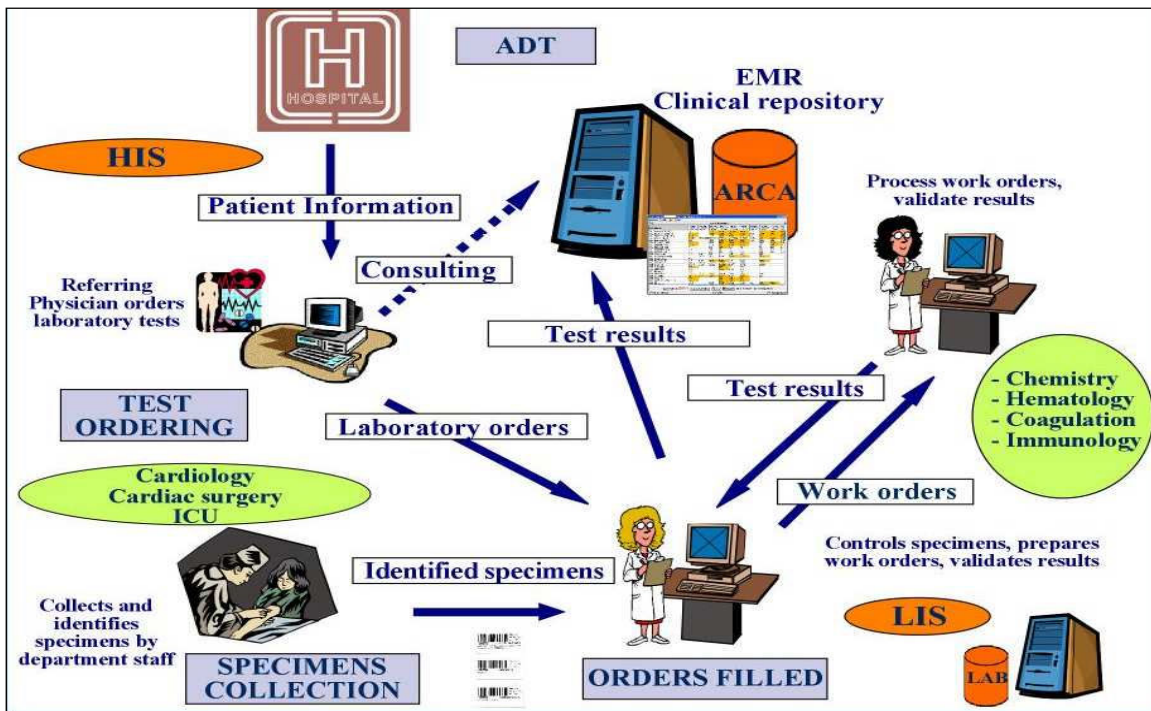 H
HOSPITAL
ADT
EMR
Clinical repository
HIS
ARCA
Process work orders,
validate results
Patient Information
Consulting
Referring
Physician orders
laboratory tests
Test results
Test results
- Chemistry
- Hematology
- Coagulation
- Immunology
TEST
ORDERING
Laboratory orders
Cardiology
Cardiac surgery
ICU
Work orders
Controls specimens, prepares
work orders, validates results
Identified specimens
Collects and
identifies
specimens by
department staff
LIS
LAB
SPECIMENS
COLLECTION
ORDERS FILLED